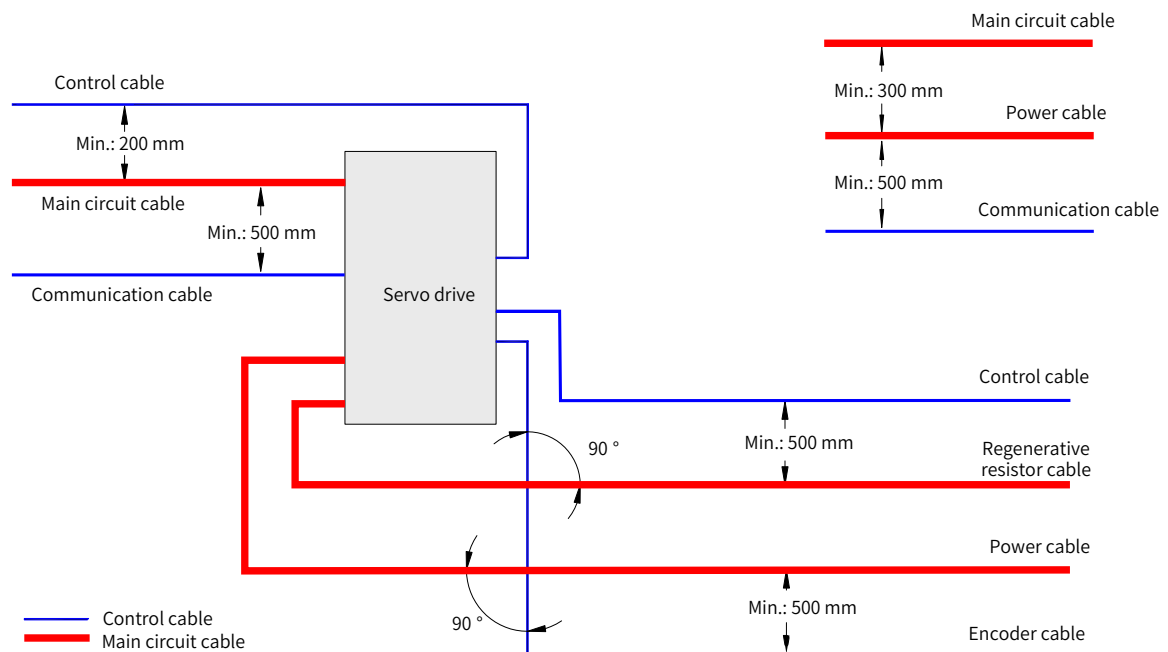 Main circuit cable
Control cable
Min.: 300 mm
Power cable
Min.: 200 mm
Min.: 500 mm
Main circuit cable
Communication cable
Min.: 500 mm
Communication cable
Servo drive
Control cable
90 °
Min.: 500 mm
Regenerative
resistor cable
Power cable
Min.: 500 mm
90 °
Encoder cable
Control cable
Main circuit cable